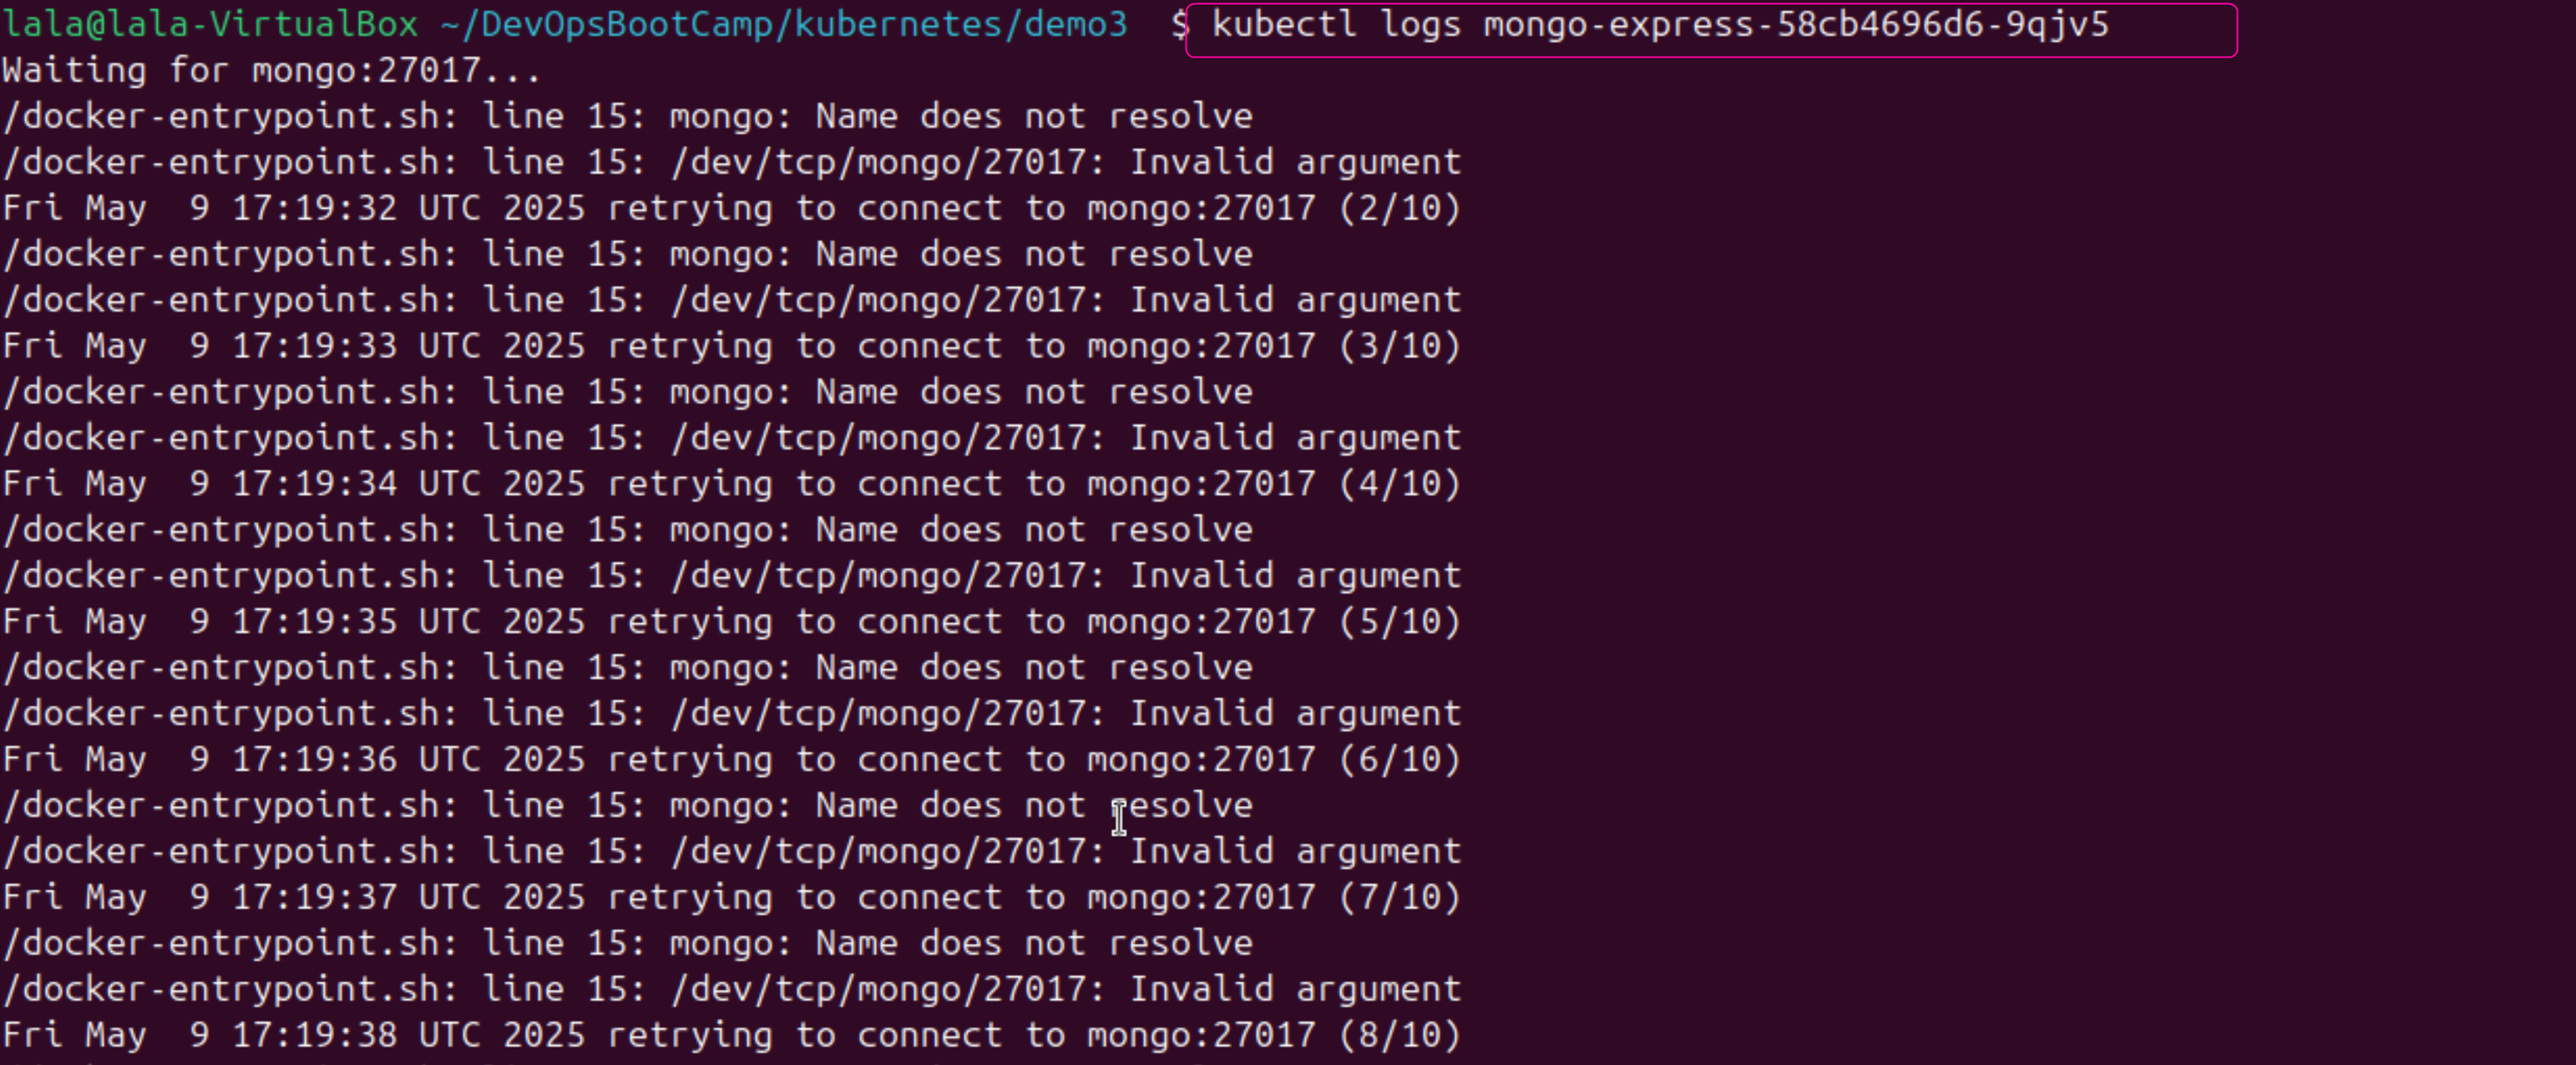 lala@lala-VirtualBox ~/DevOpsBootCamp/kubernetes/demo3  $ kubectl logs mongo-express-58cb4696d6-9qjv5
Waiting for mongo:27017...
/docker-entrypoint.sh: line 15: mongo: Name does not resolve
/docker-entrypoint.sh: line 15: /dev/tcp/mongo/27017: Invalid argument
Fri May  9 17:19:32 UTC 2025 retrying to connect to mongo:27017 (2/10)
/docker-entrypoint.sh: line 15: mongo: Name does not resolve
/docker-entrypoint.sh: line 15: /dev/tcp/mongo/27017: Invalid argument
Fri May  9 17:19:33 UTC 2025 retrying to connect to mongo:27017 (3/10)
/docker-entrypoint.sh: line 15: mongo: Name does not resolve
/docker-entrypoint.sh: line 15: /dev/tcp/mongo/27017: Invalid argument
Fri May  9 17:19:34 UTC 2025 retrying to connect to mongo:27017 (4/10)
/docker-entrypoint.sh: line 15: mongo: Name does not resolve
/docker-entrypoint.sh: line 15: /dev/tcp/mongo/27017: Invalid argument
Fri May  9 17:19:35 UTC 2025 retrying to connect to mongo:27017 (5/10)
/docker-entrypoint.sh: line 15: mongo: Name does not resolve
/docker-entrypoint.sh: line 15: /dev/tcp/mongo/27017: Invalid argument
Fri May  9 17:19:36 UTC 2025 retrying to connect to mongo:27017 (6/10)
/docker-entrypoint.sh: line 15: mongo: Name does not resolve
/docker-entrypoint.sh: line 15: /dev/tcp/mongo/27017: Invalid argument
Fri May  9 17:19:37 UTC 2025 retrying to connect to mongo:27017 (7/10)
/docker-entrypoint.sh: line 15: mongo: Name does not resolve
/docker-entrypoint.sh: line 15: /dev/tcp/mongo/27017: Invalid argument
Fri May  9 17:19:38 UTC 2025 retrying to connect to mongo:27017 (8/10)